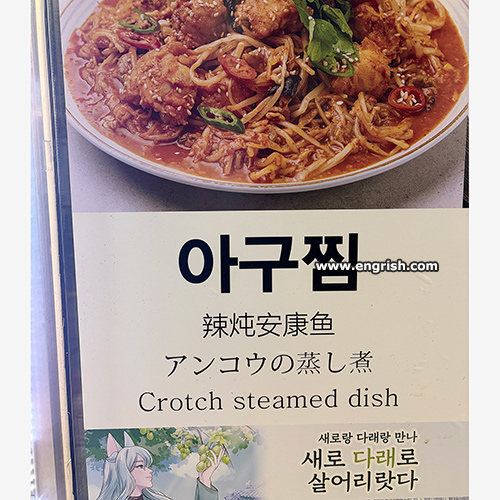 아구찜
www.engrish.com
辣炖安康鱼
アンコウの蒸し煮
Crotch steamed dish
새로랑 다래랑 만나
새로 다래로
살어리랏다